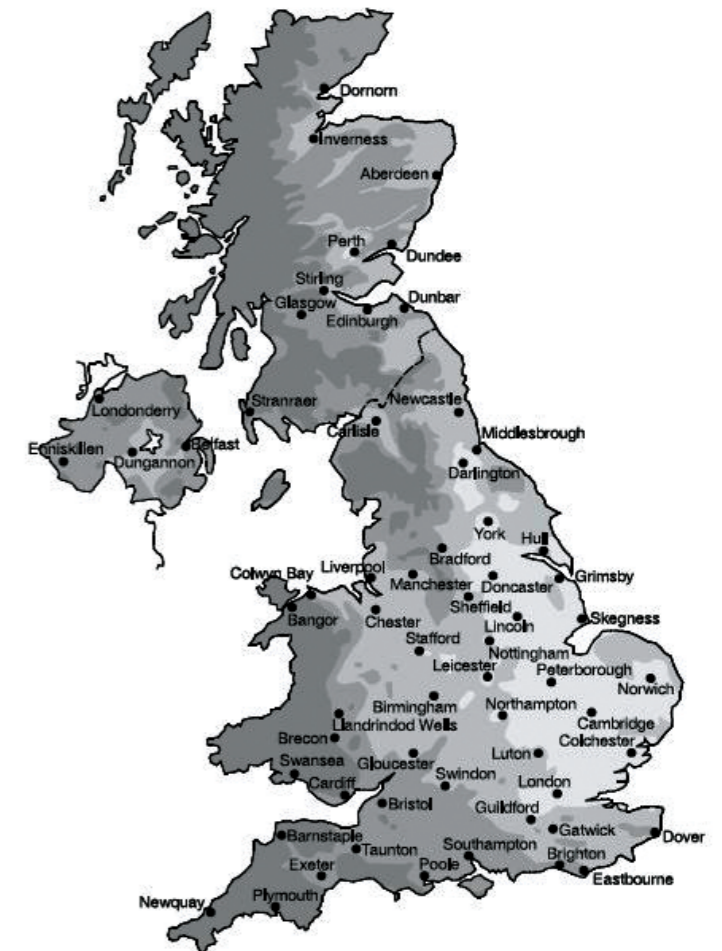 Dornorn
Inverness
Aberdeen
Perth
Dundee
Stirling
Glasgow
Dunbar
Edinburgh
Londonderry
Stranraer
Newcastle
Carlisle
Middlesbrough
Enniskillen
Belfast
Dungannon
Darlington
York
Hull
Bradford
Liverpool
Colwyn Bay
Manchester
Doncaster
Grimsby
Sheffield
Bangor
Chester
Lincoln
Skegness
Stafford
Nottingham
Leicester
Peterborough
Norwich
Birmingham
Northampton
Llandrindod Wells
Cambridge
Brecon
Colchester
Gloucester
Luton
Swansea
Swindon
Cardiff
London
Bristol
Guildford
Barnstaple
Gatwick
Dover
Taunton
Southampton
Brighton
Exeter
Poole
Eastbourne
Newquay
Plymouth